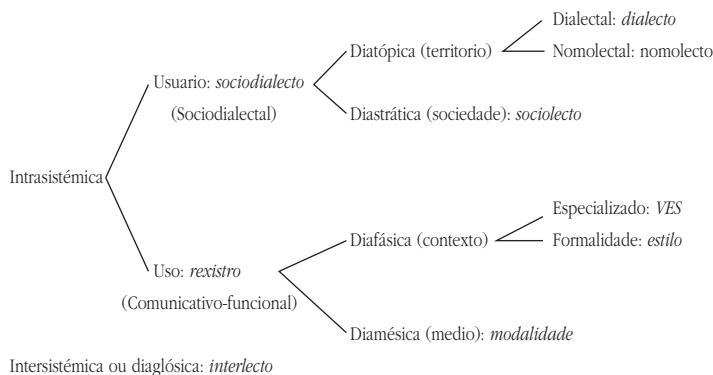 Dialectal: dialecto
Diatópica (territorio)
Nomolectal: nomolecto
Usuario: sociodialecto
(Sociodialectal)
Diastrática (sociedade): sociolecto
Intrasistémica
Especializado: VES
Diafásica (contexto)
Formalidade: estilo
Uso: rexistro
(Comunicativo-funcional)
Diamésica (medio): modalidade
Intersistémica ou diaglósica: interlecto